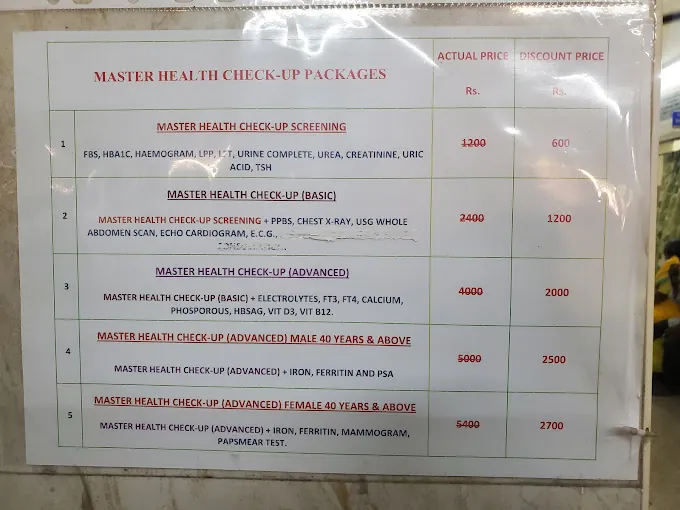 MASTER HEALTH CHECK-UP PACKAGES
ACTUAL PRICE
Rs.
DISCOUNT PRICE
Rs.
1
MASTER HEALTH CHECK-UP SCREENING
FBS, HBA1C, HAEMOGRAM, LPP, URINE COMPLETE, UREA, CREATININE, URIC
ACID, TSH
1200
600
2
MASTER HEALTH CHECK-UP (BASIC)
MASTER HEALTH CHECK-UP SCREENING + PPBS, CHEST X-RAY, USG WHOLE
ABDOMEN SCAN, ECHO CARDIOGRAM, E.C.G.,
2400
1200
3
MASTER HEALTH CHECK-UP (ADVANCED)
MASTER HEALTH CHECK-UP (BASIC) + ELECTROLYTES, FT3, FT4, CALCIUM,
PHOSPOROUS, HBSAG, VIT D3, VIT B12.
4000
2000
4
MASTER HEALTH CHECK-UP (ADVANCED) MALE 40 YEARS & ABOVE
MASTER HEALTH CHECK-UP (ADVANCED) + IRON, FERRITIN AND PSA
5000
2500
5
MASTER HEALTH CHECK-UP (ADVANCED) FEMALE 40 YEARS & ABOVE
MASTER HEALTH CHECK-UP (ADVANCED) + IRON, FERRITIN, MAMMOGRAM,
PAPSMEAR TEST.
5400
2700